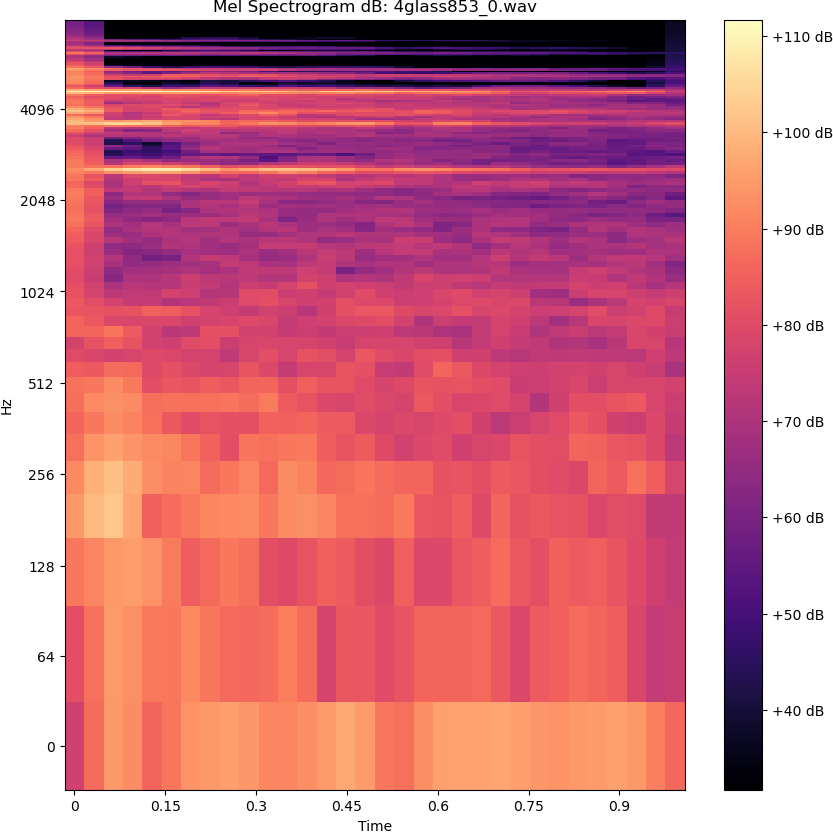 Mel Spectrogram dB: 4glass853_0.wav
Hz
4096
2048
1024
512
256
128
64
0
0
0.15
0.3
0.45
0.6
0.75
0.9
Time
+110 dB
+100 dB
+90 dB
+80 dB
+70 dB
+60 dB
+50 dB
+40 dB